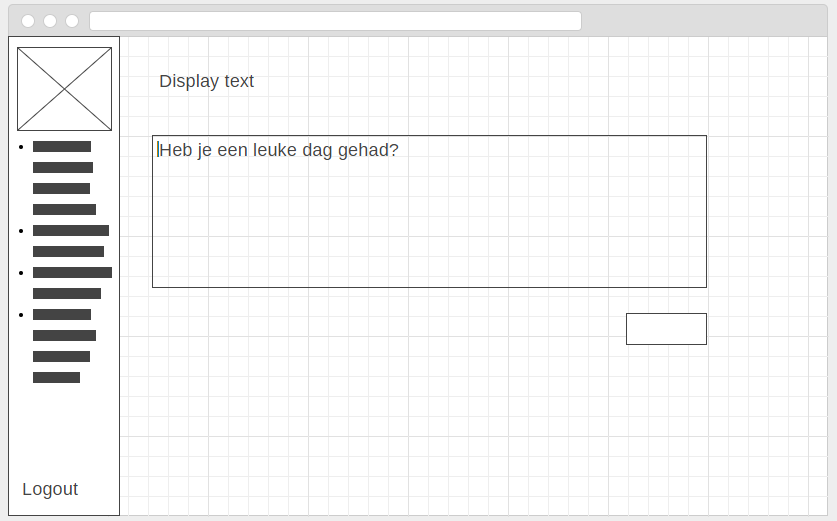 Display text
Heb je een leuke dag gehad?
Logout